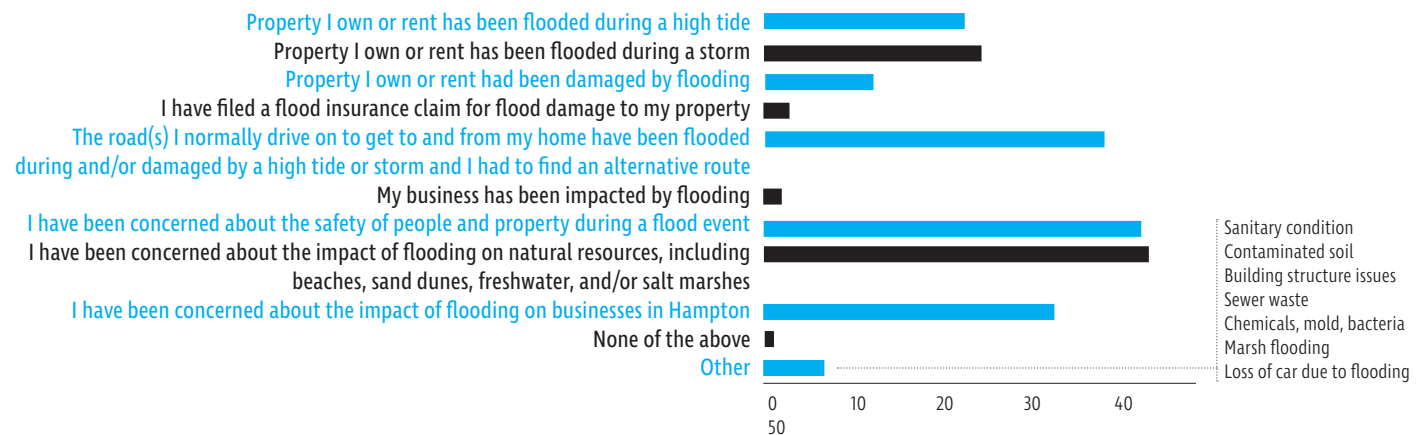 Property I own or rent has been flooded during a high tide
Property I own or rent has been flooded during a storm
Property I own or rent had been damaged by flooding
I have filed a flood insurance claim for flood damage to my property
The road(s) I normally drive on to get to and from my home have been flooded
during and/or damaged by a high tide or storm and I had to find an alternative route
My business has been impacted by flooding
I have been concerned about the safety of people and property during a flood event
I have been concerned about the impact of flooding on natural resources, including
beaches, sand dunes, freshwater, and/or salt marshes
I have been concerned about the impact of flooding on businesses in Hampton
None of the above
Other
Sanitary condition
Contaminated soil
Building structure issues
Sewer waste
Chemicals, mold, bacteria
Marsh flooding
Loss of car due to flooding
0 10 20 30 40
50